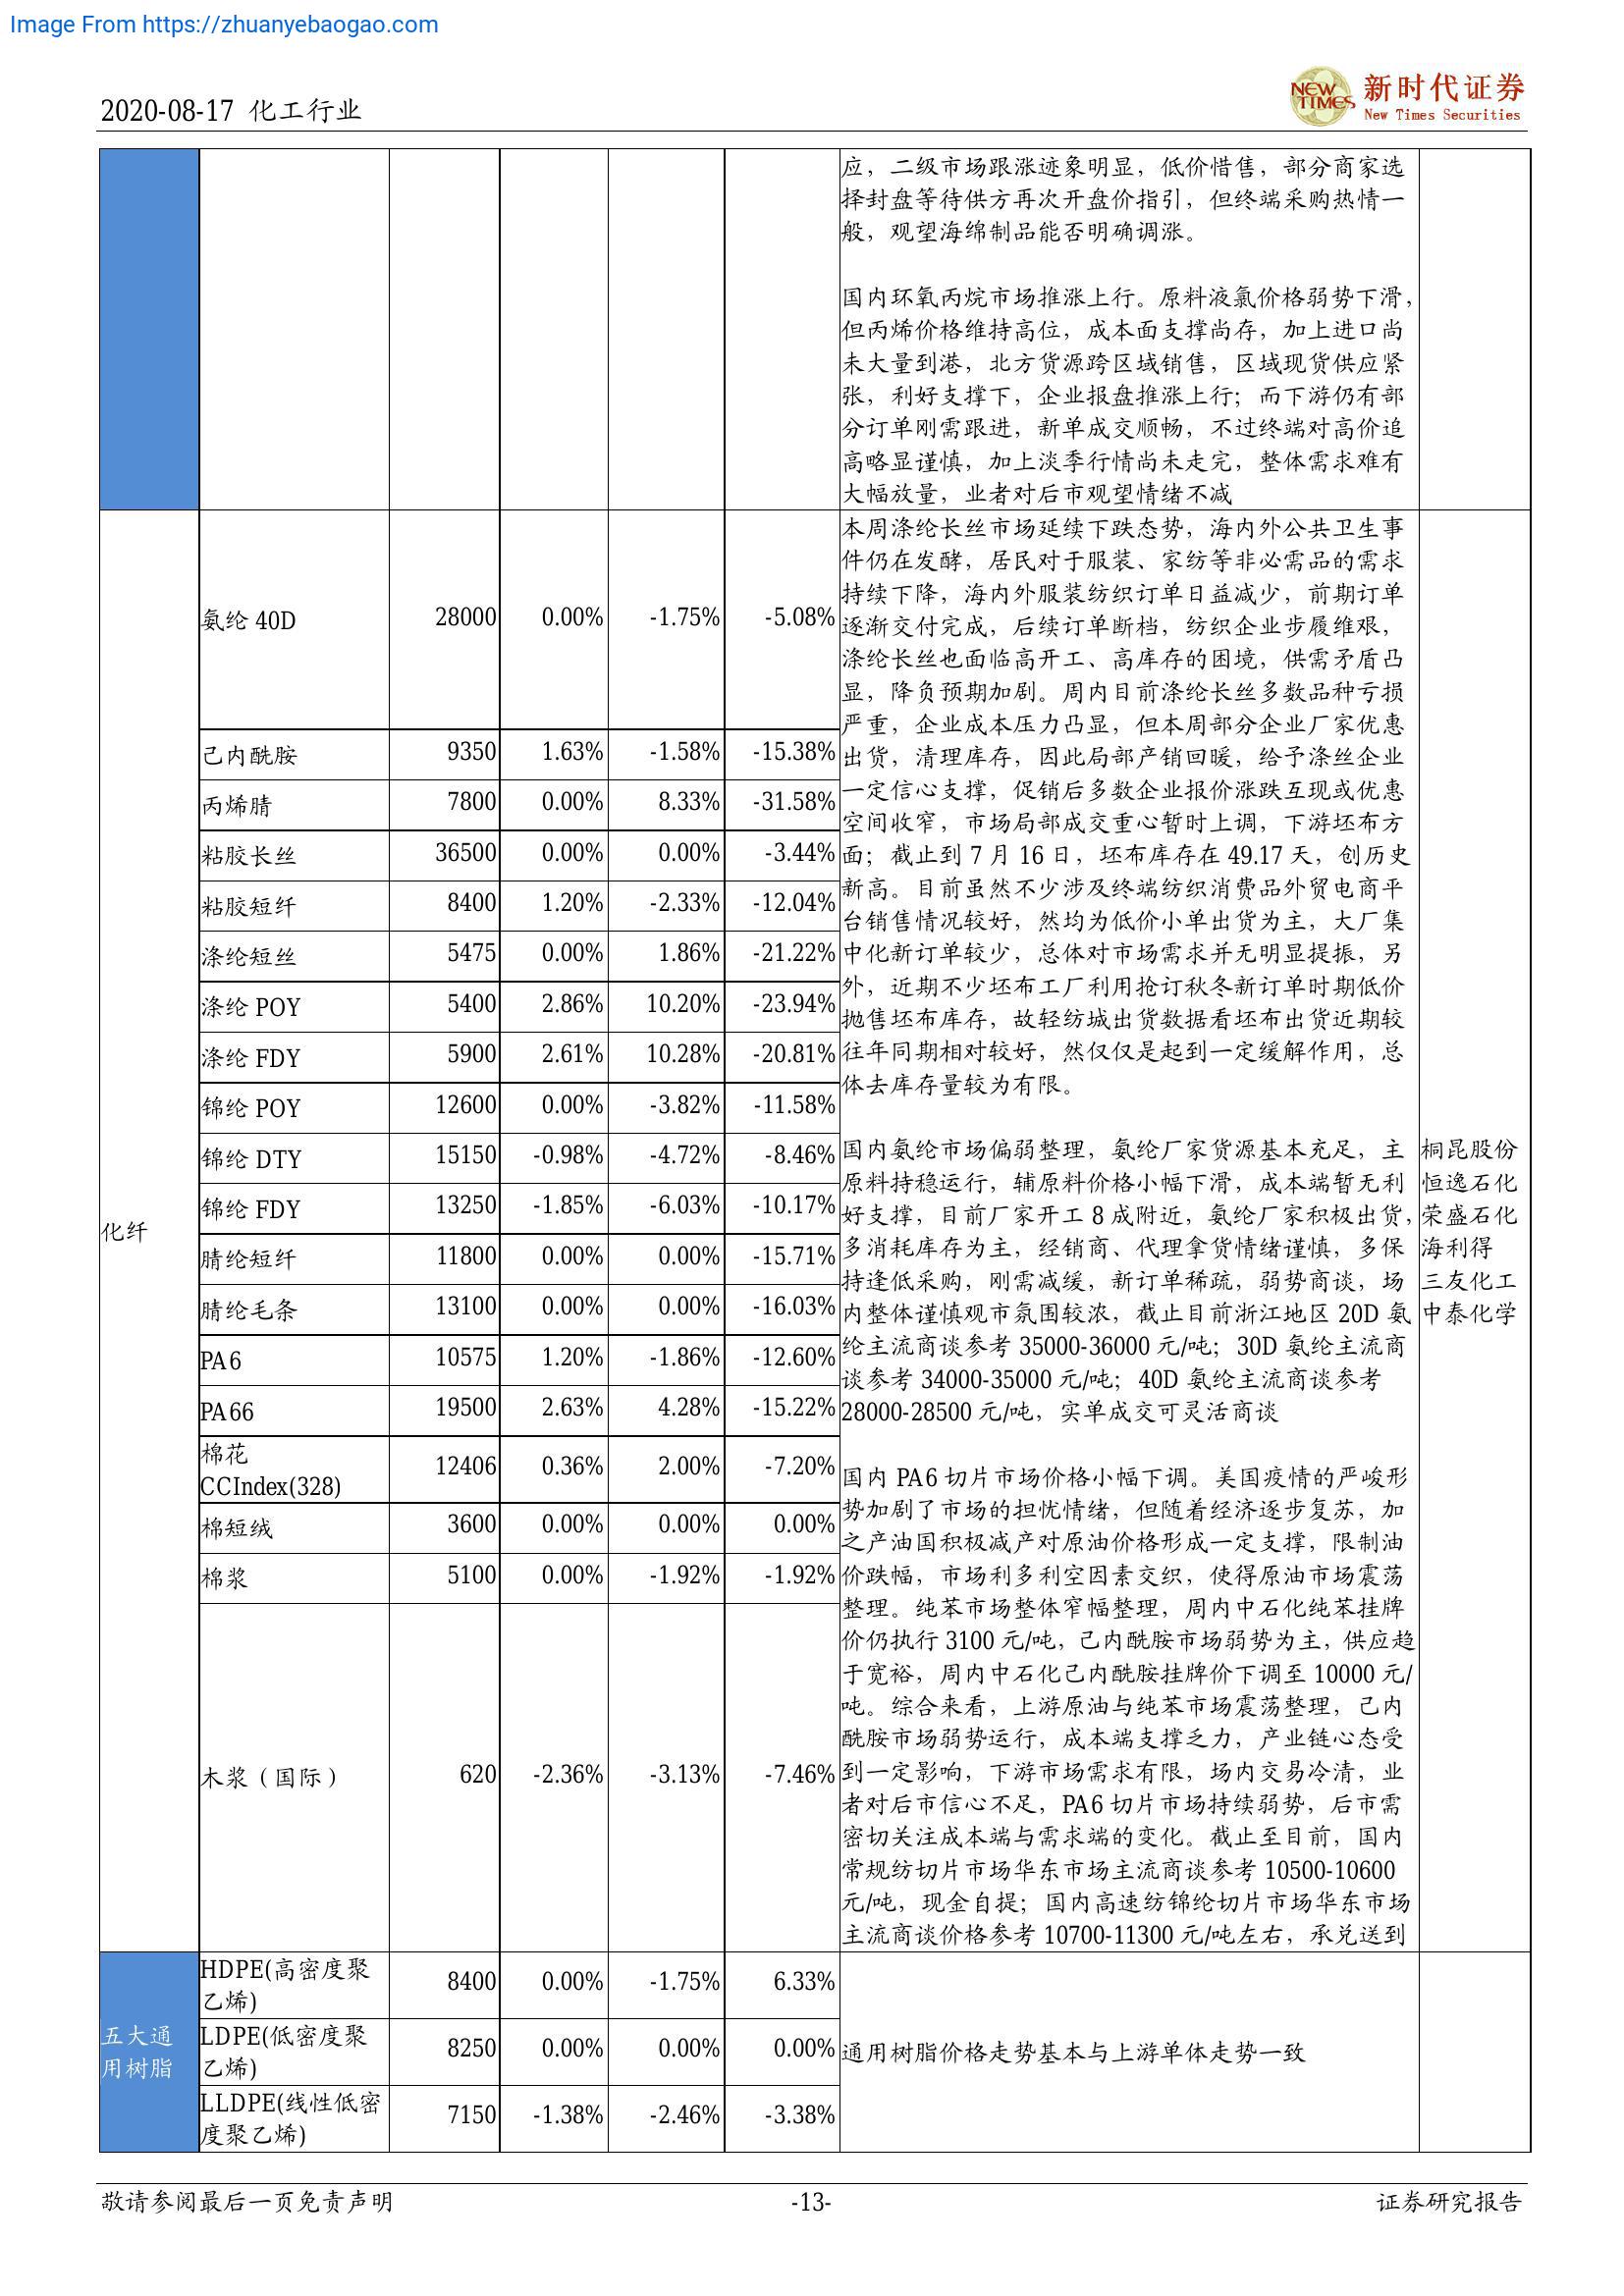 Image From https://zhuanyebaogao.com
2020-08-17 化工行业
NEW TIMES
新时代证券
New Times Securities
应，二级市场跟涨迹象明显，低价惜售，部分商家选
择封盘等待供方再次开盘价指引，但终端采购热情一
般，观望海绵制品能否明确调涨。
国内环氧丙烷市场推涨上行。原料液氯价格弱势下滑，
但丙烯价格维持高位，成本面支撑尚存，加上进口尚
未大量到港，北方货源跨区域销售，区域现货供应紧
张，利好支撑下，企业报盘推涨上行；而下游仍有部
分订单刚需跟进，新单成交顺畅，不过终端对高价追
高略显谨慎，加上淡季行情尚未走完，整体需求难有
大幅放量，业者对后市观望情绪不减
化纤
氨纶 40D 28000 0.00% -1.75% -5.08%
己内酰胺 9350 1.63% -1.58% -15.38%
丙烯腈 7800 0.00% 8.33% -31.58%
粘胶长丝 36500 0.00% 0.00% -3.44%
粘胶短纤 8400 1.20% -2.33% -12.04%
涤纶短丝 5475 0.00% 1.86% -21.22%
涤纶 POY 5400 2.86% 10.20% -23.94%
涤纶 FDY 5900 2.61% 10.28% -20.81%
锦纶 POY 12600 0.00% -3.82% -11.58%
锦纶 DTY 15150 -0.98% -4.72% -8.46%
锦纶 FDY 13250 -1.85% -6.03% -10.17%
腈纶短纤 11800 0.00% 0.00% -15.71%
腈纶毛条 13100 0.00% 0.00% -16.03%
PA6 10575 1.20% -1.86% -12.60%
PA66 19500 2.63% 4.28% -15.22%
棉花
CCIndex(328) 12406 0.36% 2.00% -7.20%
棉短绒 3600 0.00% 0.00% 0.00%
棉浆 5100 0.00% -1.92% -1.92%
木浆（国际） 620 -2.36% -3.13% -7.46%
本周涤纶长丝市场延续下跌态势，海内外公共卫生事
件仍在发酵，居民对于服装、家纺等非必需品的需求
持续下降，海内外服装纺织订单日益减少，前期订单
逐渐交付完成，后续订单断档，纺织企业步履维艰，
涤纶长丝也面临高开工、高库存的困境，供需矛盾凸
显，降负预期加剧。周内目前涤纶长丝多数品种亏损
严重，企业成本压力凸显，但本周部分企业厂家优惠
出货，清理库存，因此局部产销回暖，给予涤丝企业
一定信心支撑，促销后多数企业报价涨跌互现或优惠
空间收窄，市场局部成交重心暂时上调，下游坯布方
面；截止到 7 月 16 日，坯布库存在 49.17 天，创历史
新高。目前虽然不少涉及终端纺织消费品外贸电商平
台销售情况较好，然均为低价小单出货为主，大厂集
中化新订单较少，总体对市场需求并无明显提振，另
外，近期不少坯布工厂利用抢订秋冬新订单时期低价
抛售坯布库存，故轻纺城出货数据看坯布出货近期较
往年同期相对较好，然仅仅是起到一定缓解作用，总
体去库存量较为有限。
国内氨纶市场偏弱整理，氨纶厂家货源基本充足，主
原料持稳运行，辅原料价格小幅下滑，成本端暂无利
好支撑，目前厂家开工 8 成附近，氨纶厂家积极出货，
多消耗库存为主，经销商、代理拿货情绪谨慎，多保
持逢低采购，刚需减缓，新订单稀疏，弱势商谈，场
内整体谨慎观市氛围较浓，截止目前浙江地区 20D 氨
纶主流商谈参考 35000-36000 元/吨；30D 氨纶主流商
谈参考 34000-35000 元/吨；40D 氨纶主流商谈参考
28000-28500 元/吨，实单成交可灵活商谈
国内 PA6 切片市场价格小幅下调。美国疫情的严峻形
势加剧了市场的担忧情绪，但随着经济逐步复苏，加
之产油国积极减产对原油价格形成一定支撑，限制油
价跌幅，市场利多利空因素交织，使得原油市场震荡
整理。纯苯市场整体窄幅整理，周内中石化纯苯挂牌
价仍执行 3100 元/吨，己内酰胺市场弱势为主，供应趋
于宽裕，周内中石化己内酰胺挂牌价下调至 10000 元/
吨。综合来看，上游原油与纯苯市场震荡整理，己内
酰胺市场弱势运行，成本端支撑乏力，产业链心态受
到一定影响，下游市场需求有限，场内交易冷清，业
者对后市信心不足，PA6 切片市场持续弱势，后市需
密切关注成本端与需求端的变化。截止至目前，国内
常规纺切片市场华东市场主流商谈参考 10500-10600
元/吨，现金自提；国内高速纺锦纶切片市场华东市场
主流商谈价格参考 10700-11300 元/吨左右，承兑送到
桐昆股份
恒逸石化
荣盛石化
海利得
三友化工
中泰化学
五大通
用树脂
HDPE(高密度聚
乙烯) 8400 0.00% -1.75% 6.33%
LDPE(低密度聚
乙烯) 8250 0.00% 0.00% 0.00%
LLDPE(线性低密
度聚乙烯) 7150 -1.38% -2.46% -3.38%
通用树脂价格走势基本与上游单体走势一致
敬请参阅最后一页免责声明 -13- 证券研究报告